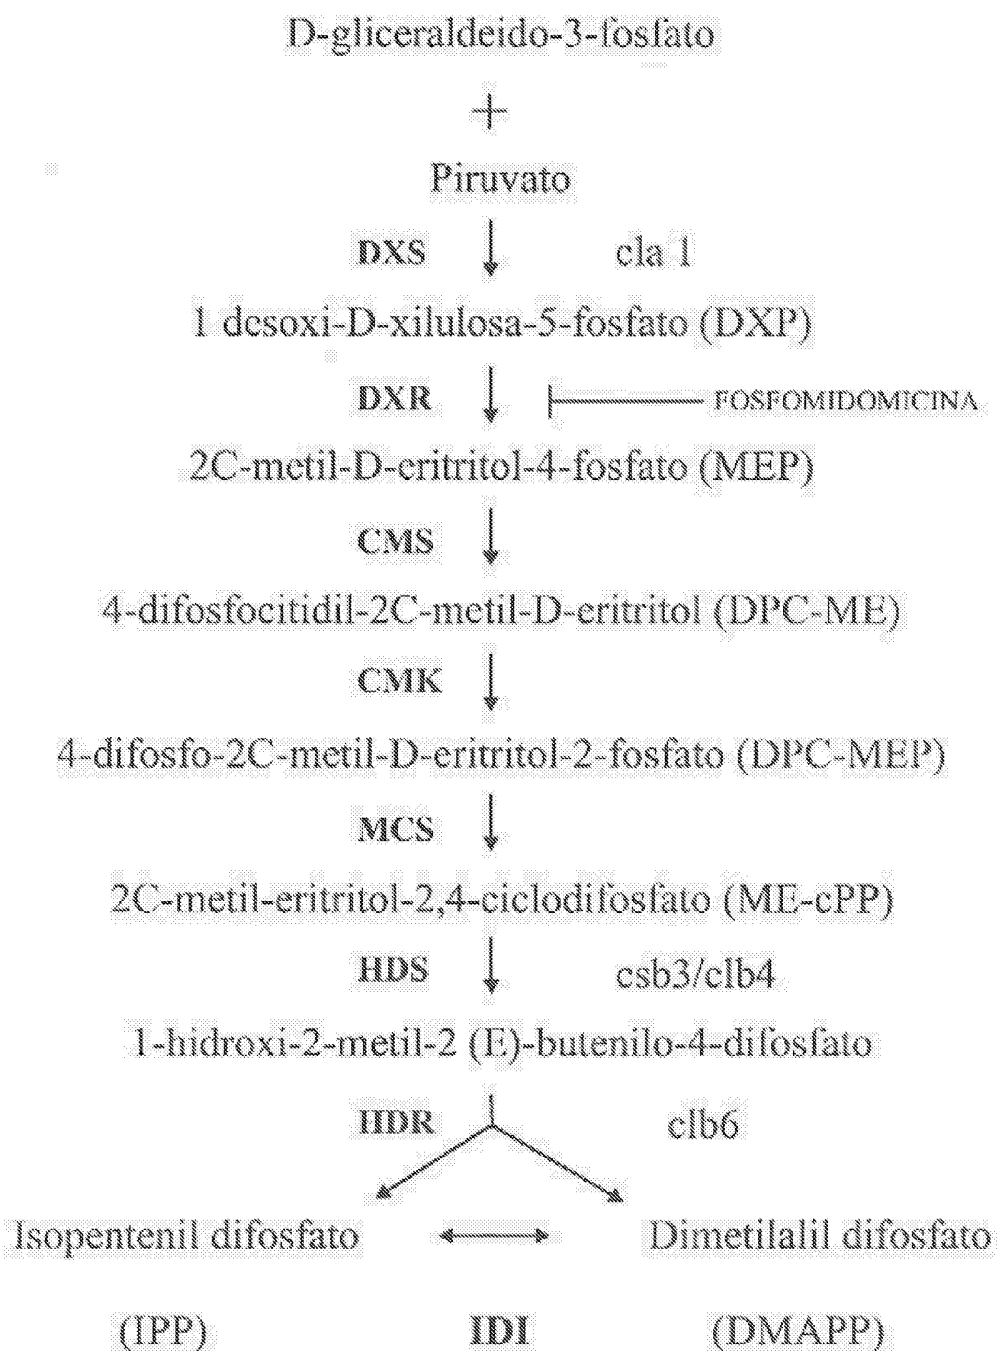 D-gliceraldeido-3-fosfato
+
Piruvato
DXS cla 1
1 desoxi-D-xilulosa-5-fosfato (DXP)
DXR FOSFOMIDOMICINA
2C-metil-D-eritritol-4-fosfato (MEP)
CMS
4-difosfocitidil-2C-metil-D-eritritol (DPC-ME)
CMK
4-difosfo-2C-metil-D-eritritol-2-fosfato (DPC-MEP)
MCS
2C-metil-eritritol-2,4-ciclodifosfato (ME-cPP)
HDS csb3/clb4
1-hidroxi-2-metil-2 (E)-butenilo-4-difosfato
HDR clb6
Isopentenil difosfato Dimetilalil difosfato
(IPP) IDI (DMAPP)